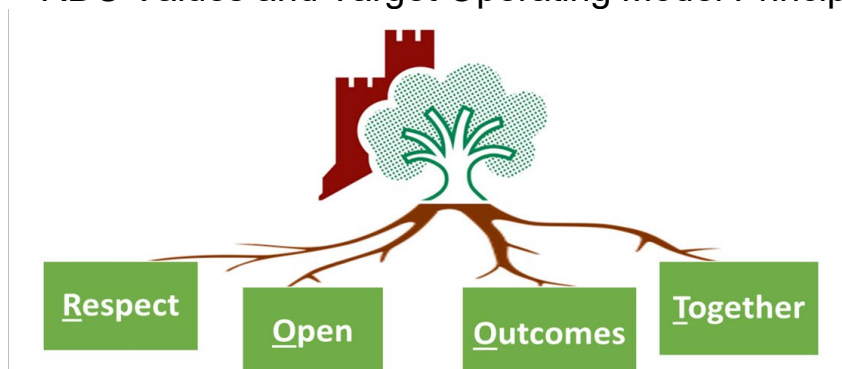 Values and Target Operating Model
Respect
Open
Outcomes
Together